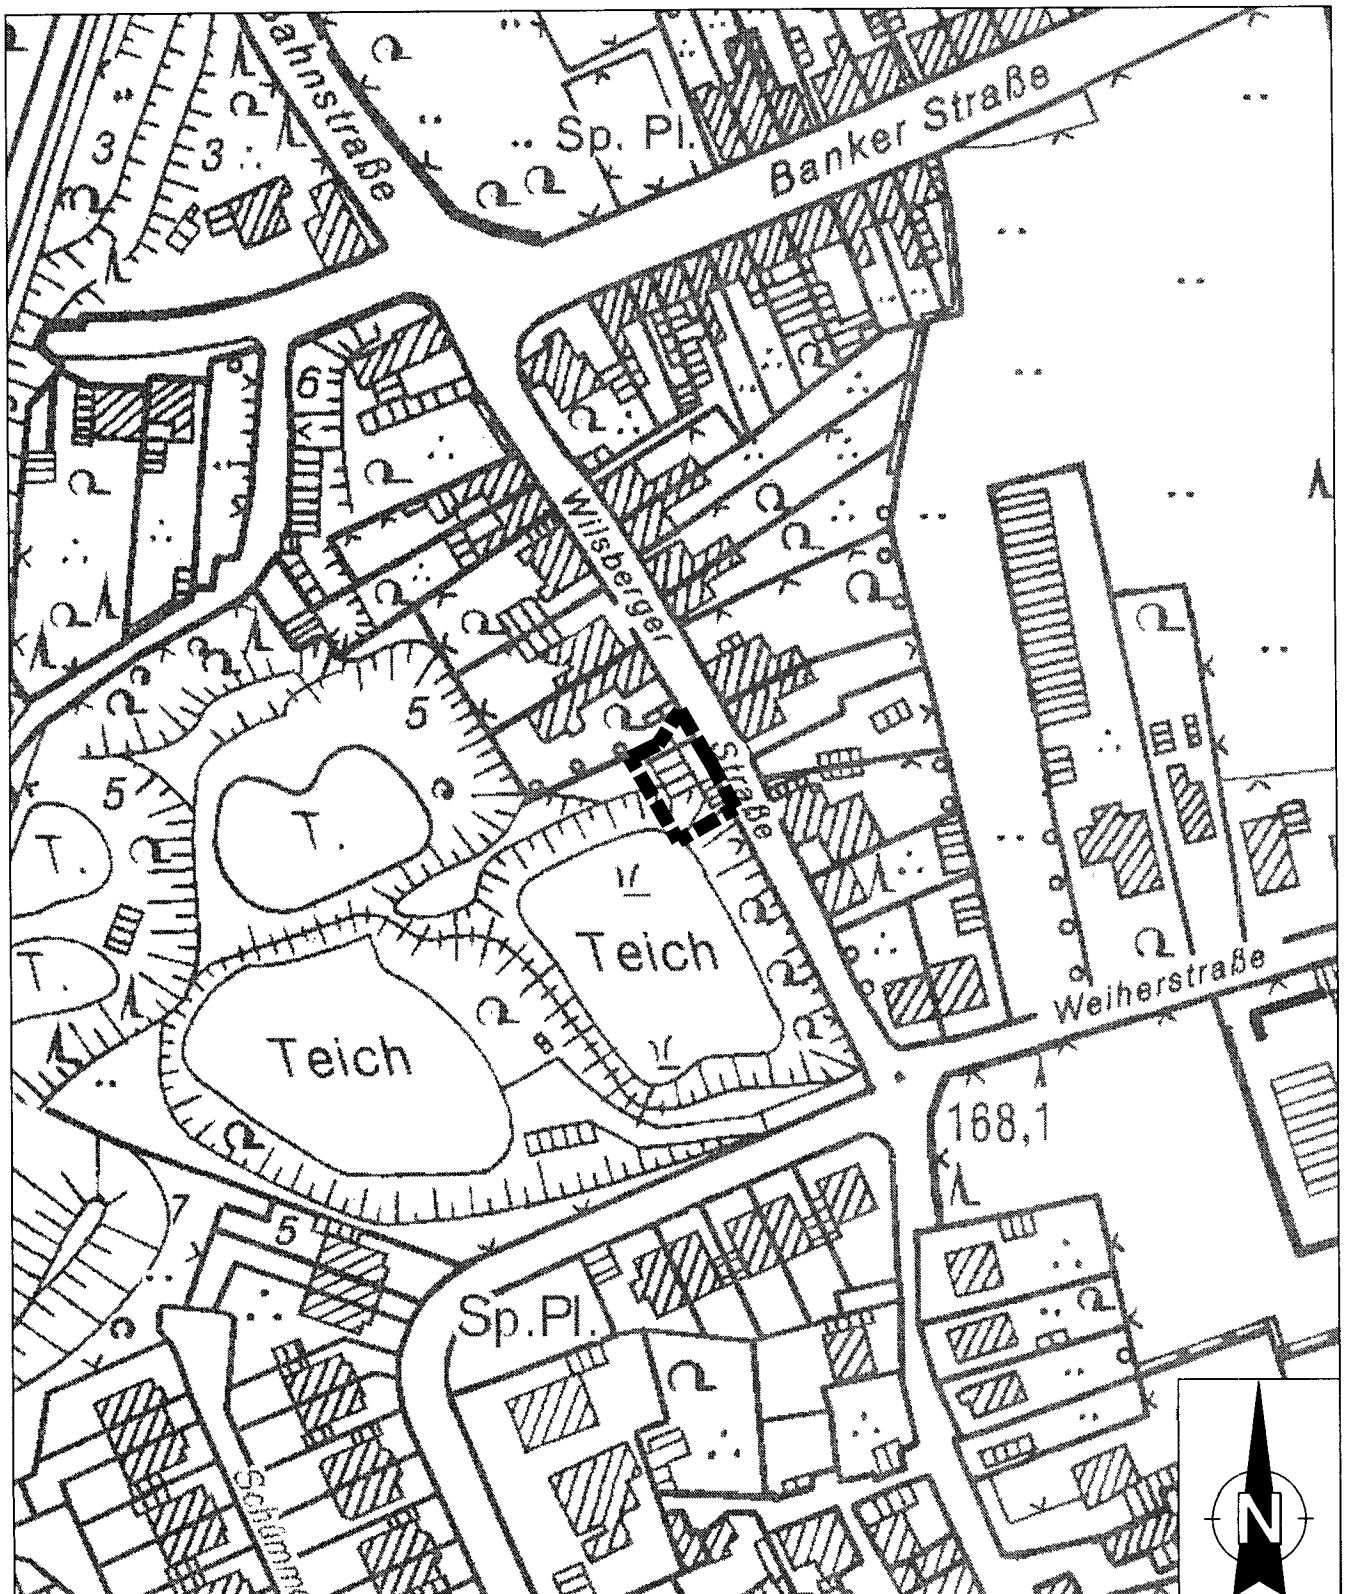 Sp. Pl.
Banker Straße
3
3
6
Wilsberger
Straße
5
5
T.
T.
T.
Teich
Teich
Weiherstraße
168,1
7
5
Sp.Pl.
N